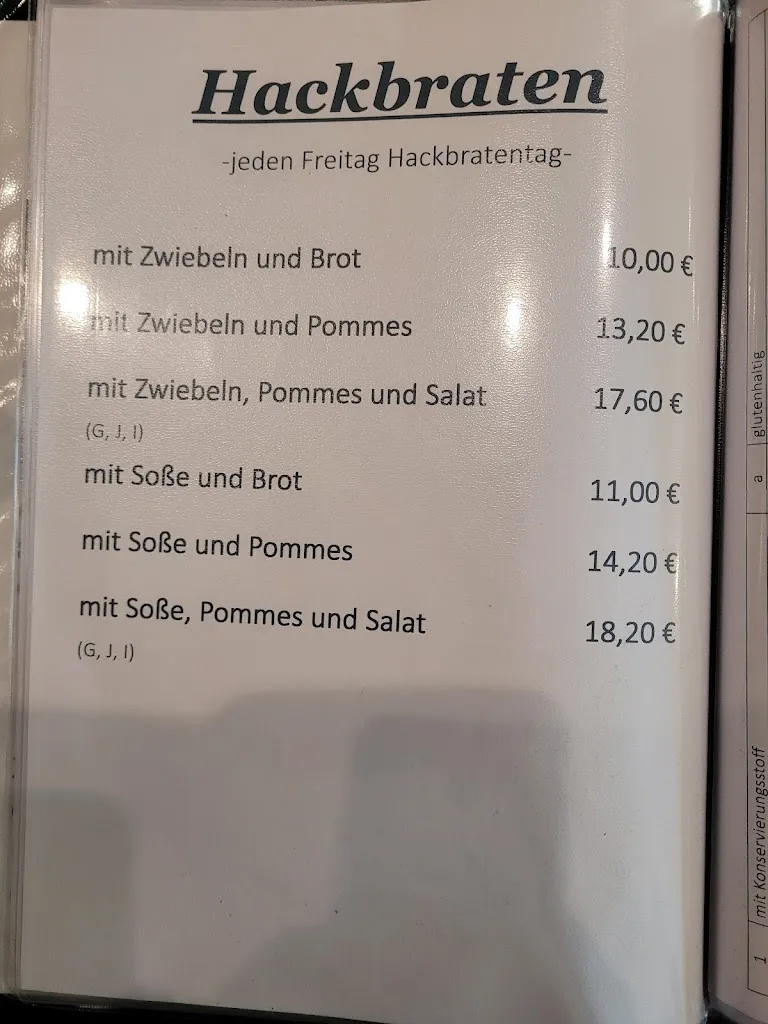 Hackbraten
-jeden Freitag Hackbratentag-
mit Zwiebeln und Brot 10,00 €
mit Zwiebeln und Pommes 13,20 €
mit Zwiebeln, Pommes und Salat 17,60 €
(G, J, I)
mit Soße und Brot 11,00 €
mit Soße und Pommes 14,20 €
mit Soße, Pommes und Salat 18,20 €
(G, J, I)
a glutenhaltig
1 mit Konservierungsstoff